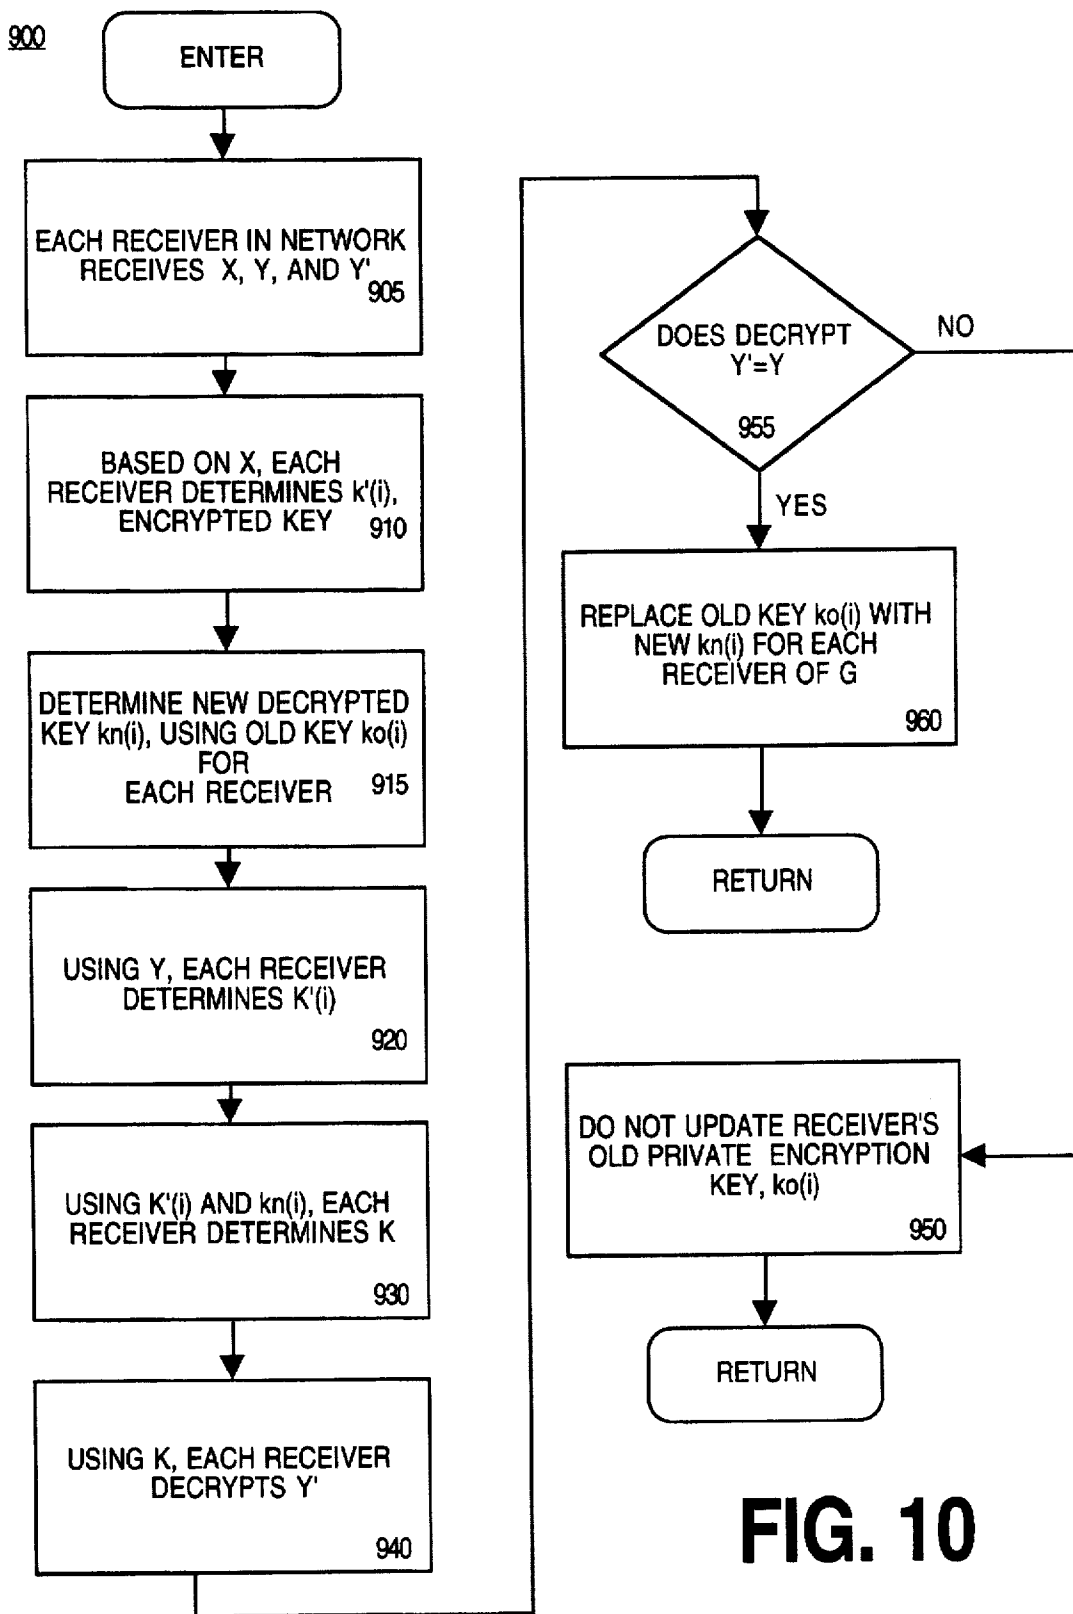 900
ENTER
EACH RECEIVER IN NETWORK
RECEIVES X, Y, AND Y'
905
BASED ON X, EACH
RECEIVER DETERMINES k'(i),
ENCRYPTED KEY
910
DETERMINE NEW DECRYPTED
KEY kn(i), USING OLD KEY ko(i)
FOR
EACH RECEIVER
915
USING Y, EACH RECEIVER
DETERMINES K'(i)
920
USING K'(i) AND kn(i), EACH
RECEIVER DETERMINES K
930
USING K, EACH RECEIVER
DECRYPTS Y'
940
DOES DECRYPT
Y'=Y
955
NO
YES
REPLACE OLD KEY ko(i) WITH
NEW kn(i) FOR EACH
RECEIVER OF G
960
RETURN
DO NOT UPDATE RECEIVER'S
OLD PRIVATE ENCRYPTION
KEY, ko(i)
950
RETURN
FIG. 10